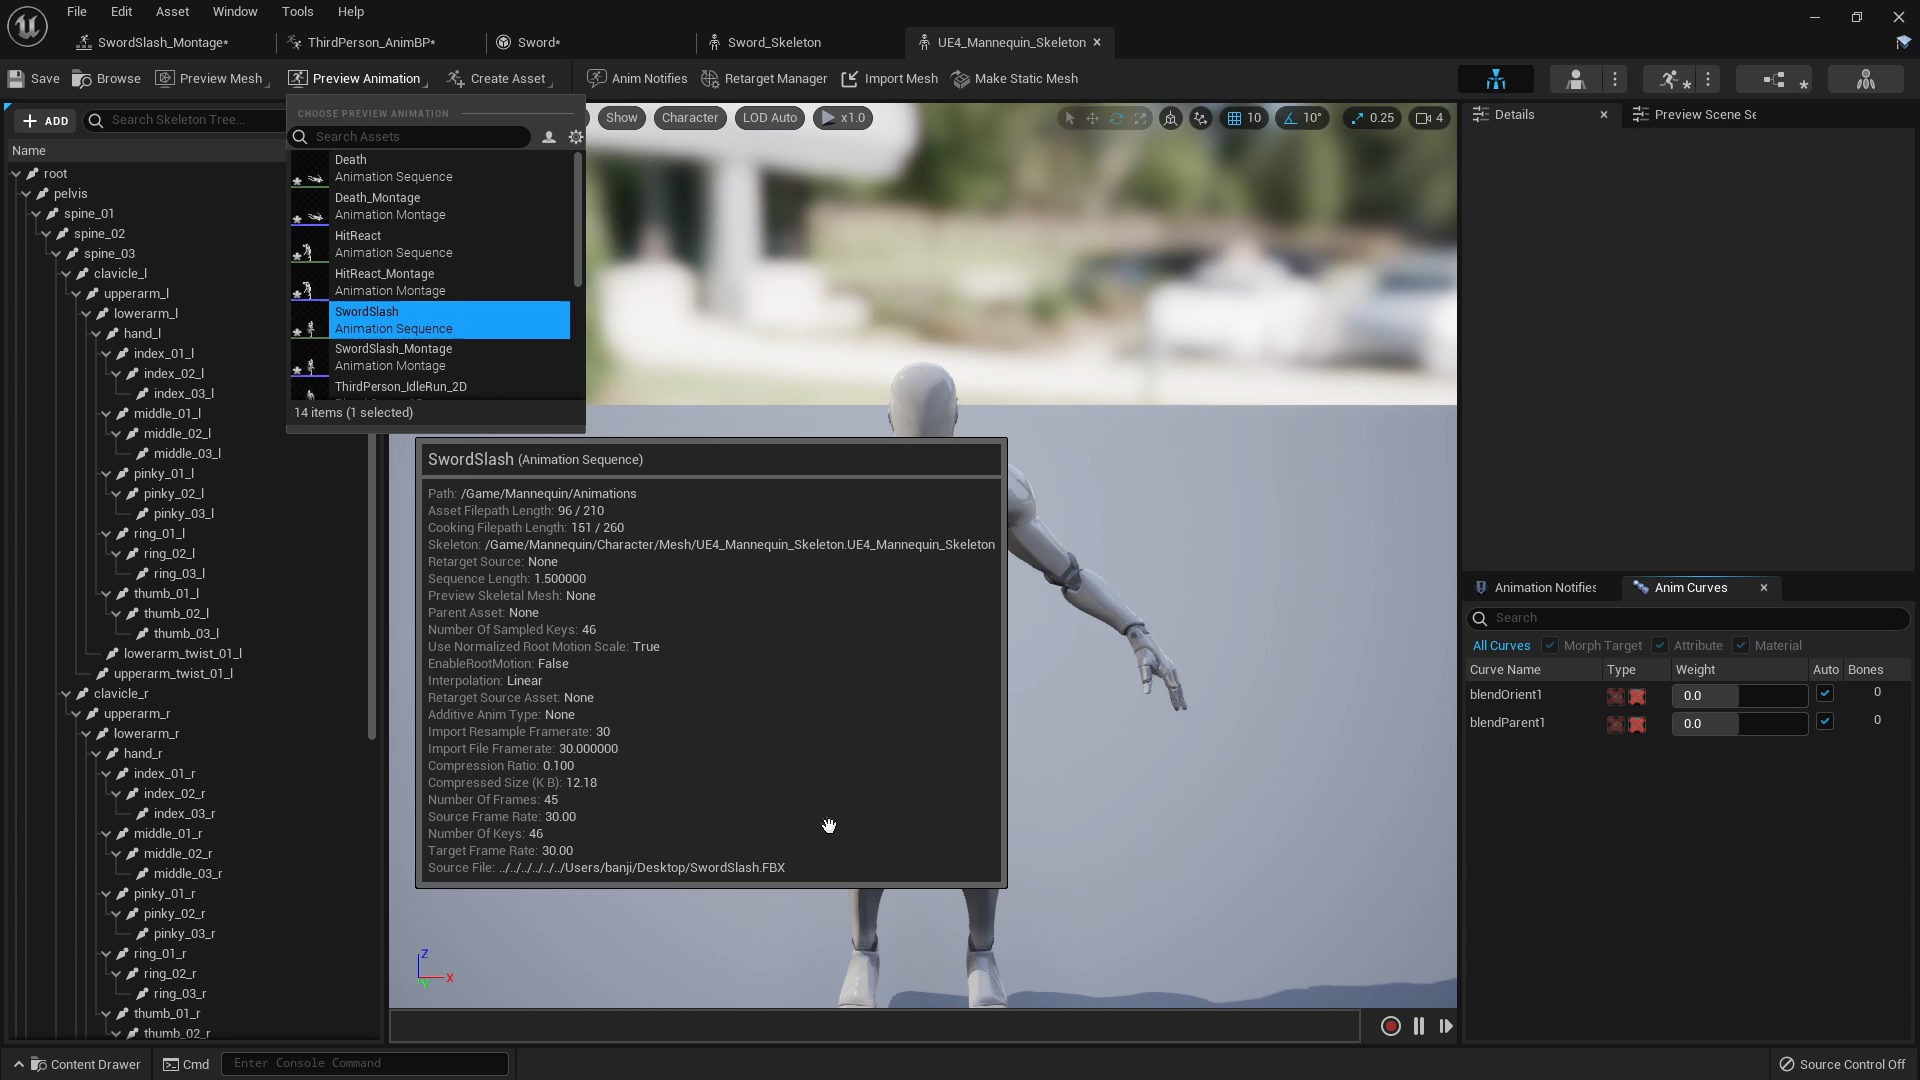 File Edit Asset Window Tools Help
SwordSlash_Montage* ThirdPerson_AnimBP* Sword* Sword_Skeleton UE4_Mannequin_Skeleton
Save Browse Preview Mesh Preview Animation Create Asset Anim Notifies Retarget Manager Import Mesh Make Static Mesh
ADD Search Skeleton Tree...
Name
root
pelvis
spine_01
spine_02
spine_03
clavicle_l
upperarm_l
lowerarm_l
hand_l
index_01_l
index_02_l
index_03_l
middle_01_l
middle_02_l
middle_03_l
pinky_01_l
pinky_02_l
pinky_03_l
ring_01_l
ring_02_l
ring_03_l
thumb_01_l
thumb_02_l
thumb_03_l
lowerarm_twist_01_l
upperarm_twist_01_l
clavicle_r
upperarm_r
lowerarm_r
hand_r
index_01_r
index_02_r
index_03_r
middle_01_r
middle_02_r
middle_03_r
pinky_01_r
pinky_02_r
pinky_03_r
ring_01_r
ring_02_r
ring_03_r
thumb_01_r
thumb_02_r
CHOOSE PREVIEW ANIMATION
Search Assets
Death
Animation Sequence
Death_Montage
Animation Montage
HitReact
Animation Sequence
HitReact_Montage
Animation Montage
SwordSlash
Animation Sequence
SwordSlash_Montage
Animation Montage
ThirdPerson_IdleRun_2D
14 items (1 selected)
Show Character LOD Auto x1.0 10 10° 0.25 4
SwordSlash (Animation Sequence)
Path: /Game/Mannequin/Animations
Asset Filepath Length: 96 / 210
Cooking Filepath Length: 151 / 260
Skeleton: /Game/Mannequin/Character/Mesh/UE4_Mannequin_Skeleton.UE4_Mannequin_Skeleton
Retarget Source: None
Sequence Length: 1.500000
Preview Skeletal Mesh: None
Parent Asset: None
Number Of Sampled Keys: 46
Use Normalized Root Motion Scale: True
EnableRootMotion: False
Interpolation: Linear
Retarget Source Asset: None
Additive Anim Type: None
Import Resample Framerate: 30
Import File Framerate: 30.000000
Compression Ratio: 0.100
Compressed Size (K B): 12.18
Number Of Frames: 45
Source Frame Rate: 30.00
Number Of Keys: 46
Target Frame Rate: 30.00
Source File: ../../../../../../Users/banji/Desktop/SwordSlash.FBX
Z
X
Y
Details Preview Scene Se
Animation Notifies Anim Curves
Search
All Curves Morph Target Attribute Material
Curve Name Type Weight Auto Bones
blendOrient1 0.0 0
blendParent1 0.0 0
Content Drawer Cmd Enter Console Command Source Control Off